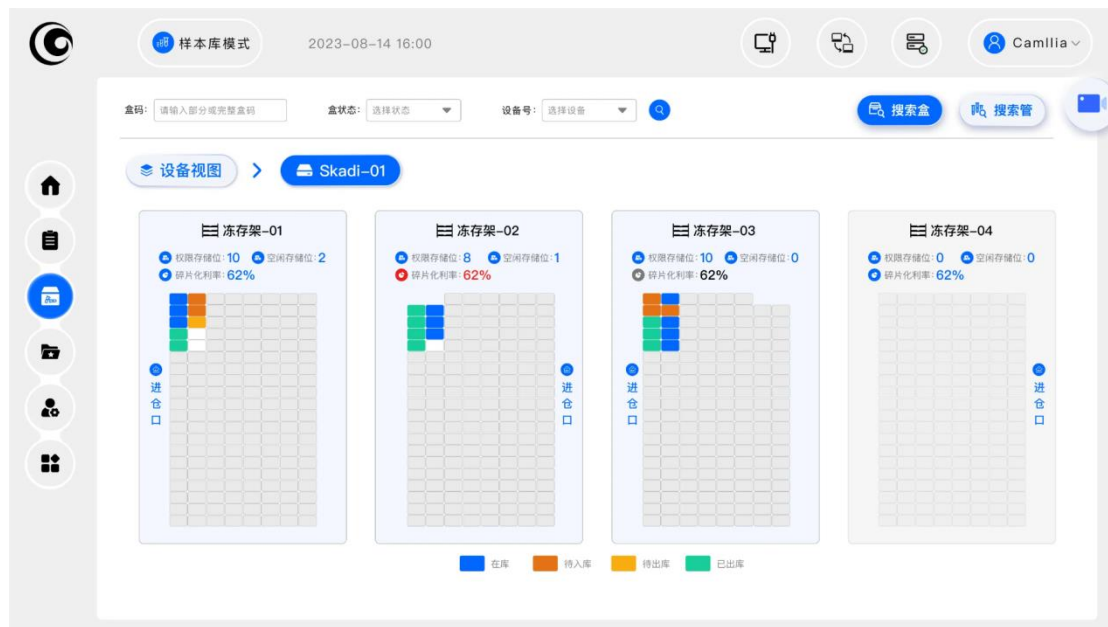 样本库模式
2023-08-14 16:00
Camllia
盒码: 请输入部分或完整盒码
盒状态: 选择状态
设备号: 选择设备
搜索盒
搜索管
设备视图 > Skadi-01
冻存架-01
权限存储位:10 空闲存储位:2
碎片化利率:62%
进仓口
冻存架-02
权限存储位:8 空闲存储位:1
碎片化利率:62%
进仓口
冻存架-03
权限存储位:10 空闲存储位:0
碎片化利率:62%
进仓口
冻存架-04
权限存储位:0 空闲存储位:0
碎片化利率:62%
进仓口
在库 待入库 待出库 已出库